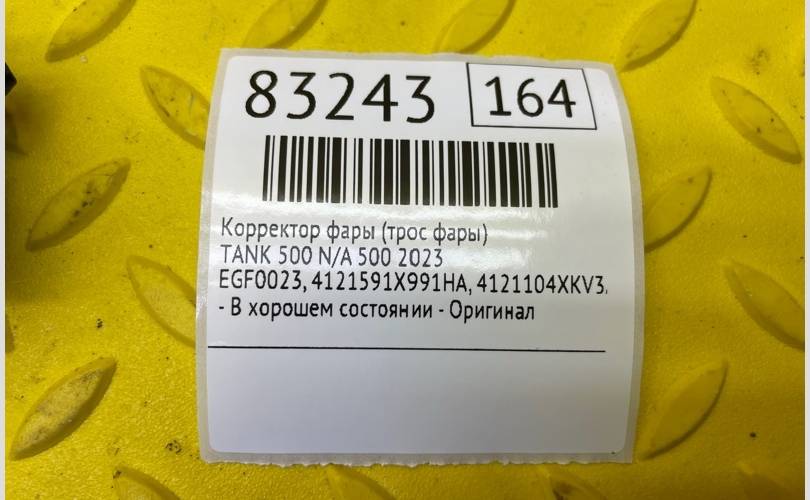 83243 164
Корректор фары (трос фары)
TANK 500 N/A 500 2023
EGF0023, 4121591X991HA, 4121104XKV3
- В хорошем состоянии - Оригинал